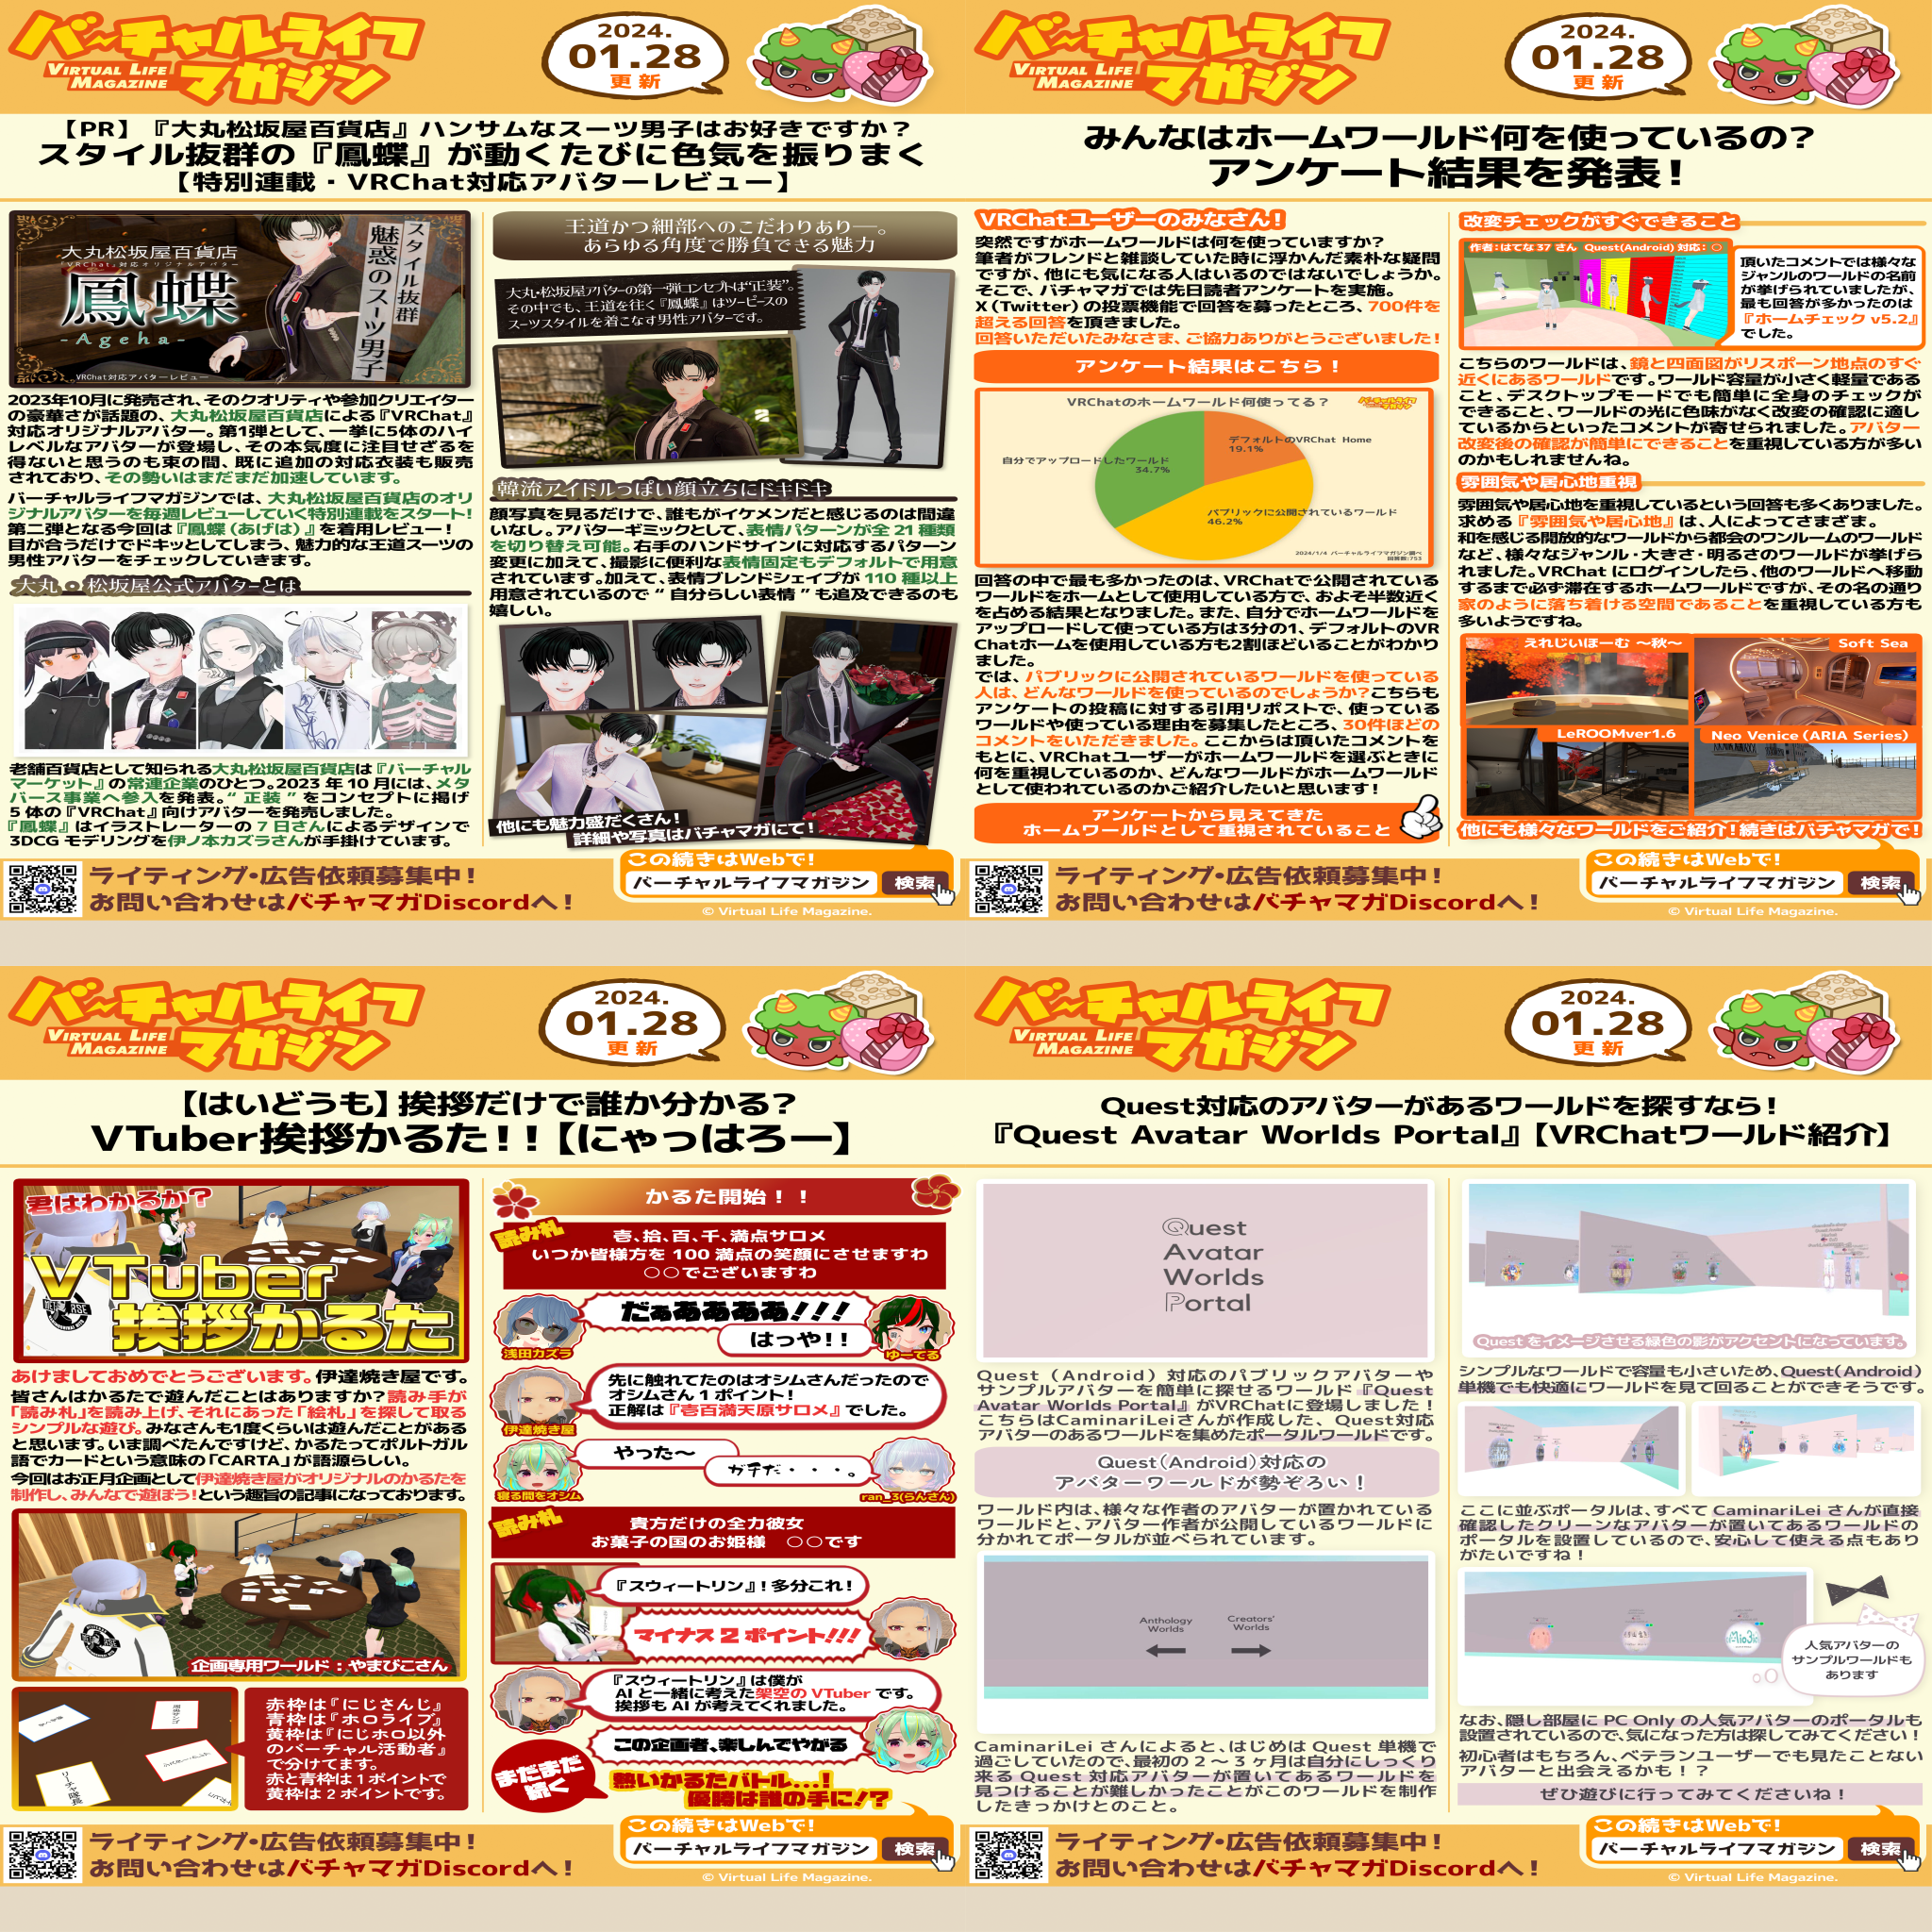 バーチャルライフ
マガジン
VIRTUAL LIFE
MAGAZINE
2024.
01.28
更新
【PR】『大丸松坂屋百貨店』ハンサムなスーツ男子はお好きですか?
スタイル抜群の『鳳蝶』が動くたびに色気を振りまく
【特別連載・VRChat対応アバターレビュー】
大丸松坂屋百貨店
「VRChat」対応オリジナルアバター
鳳蝶
-Ageha-
スタイル抜群
魅惑のスーツ男子
VRChat対応アバターレビュー
2023年10月に発売され、そのクオリティや参加クリエイター
の豪華さが話題の、大丸松坂屋百貨店による『VRChat』
対応オリジナルアバター。第1弾として、一挙に5体のハイ
レベルなアバターが登場し、その本気度に注目せざるを
得ないと思うのも束の間、既に追加の対応衣装も販売
されており、その勢いはまだまだ加速しています。
バーチャルライフマガジンでは、大丸松坂屋百貨店のオリ
ジナルアバターを毎週レビューしていく特別連載をスタート!
第二弾となる今回は『鳳蝶(あげは)』を着用レビュー!
目が合うだけでドキッとしてしまう、魅力的な王道スーツの
男性アバターをチェックしていきます。
大丸・松坂屋公式アバターとは
老舗百貨店として知られる大丸松坂屋百貨店は『バーチャル
マーケット』の常連企業のひとつ。2023 年 10 月には、メタ
バース事業へ参入を発表。“ 正装 ” をコンセプトに掲げ
5 体の『VRChat』向けアバターを発売しました。
『鳳蝶』はイラストレーターの 7 日さんによるデザインで
3DCG モデリングを伊ノ本カズラさんが手掛けています。
王道かつ細部へのこだわりあり―。
あらゆる角度で勝負できる魅力
大丸・松坂屋アバターの第一弾コンセプトは“正装”。
その中でも、王道を往く『鳳蝶』はツーピースの
スーツスタイルを着こなす男性アバターです。
韓流アイドルっぽい顔立ちにドキドキ
顔写真を見るだけで、誰もがイケメンだと感じるのは間違
いなし。アバターギミックとして、表情パターンが全 21 種類
を切り替え可能。右手のハンドサインに対応するパターン
変更に加えて、撮影に便利な表情固定もデフォルトで用意
されています。加えて、表情ブレンドシェイプが 110 種以上
用意されているので “ 自分らしい表情 ” も追及できるのも
嬉しい。
他にも魅力盛だくさん!
詳細や写真はバチャマガにて!
ライティング・広告依頼募集中!
お問い合わせはバチャマガDiscordへ!
この続きはWebで!
バーチャルライフマガジン
検索
© Virtual Life Magazine.
バーチャルライフ
マガジン
VIRTUAL LIFE
MAGAZINE
2024.
01.28
更新
みんなはホームワールド何を使っているの?
アンケート結果を発表!
VRChatユーザーのみなさん!
突然ですがホームワールドは何を使っていますか?
筆者がフレンドと雑談していた時に浮かんだ素朴な疑問
ですが、他にも気になる人はいるのではないでしょうか。
そこで、バチャマガでは先日読者アンケートを実施。
X(Twitter)の投票機能で回答を募ったところ、700件を
超える回答を頂きました。
回答いただいたみなさま、ご協力ありがとうございました!
アンケート結果はこちら!
VRChatのホームワールド何使ってる?
バーチャルライフマガジン
デフォルトのVRChat Home
19.1%
自分でアップロードしたワールド
34.7%
パブリックに公開されているワールド
46.2%
2024/1/4 バーチャルライフマガジン調べ
回答数:753
回答の中で最も多かったのは、VRChatで公開されている
ワールドをホームとして使用している方で、およそ半数近く
を占める結果となりました。また、自分でホームワールドを
アップロードして使っている方は3分の1、デフォルトのVR
Chatホームを使用している方も2割ほどいることがわかり
ました。
では、パブリックに公開されているワールドを使っている
人は、どんなワールドを使っているのでしょうか?こちらも
アンケートの投稿に対する引用リポストで、使っている
ワールドや使っている理由を募集したところ、30件ほどの
コメントをいただきました。ここからは頂いたコメントを
もとに、VRChatユーザーがホームワールドを選ぶときに
何を重視しているのか、どんなワールドがホームワールド
として使われているのかご紹介したいと思います!
アンケートから見えてきた
ホームワールドとして重視されていること
改変チェックがすぐできること
作者：はてな 37 さん Quest(Android) 対応：○
頂いたコメントでは様々な
ジャンルのワールドの名前
が挙げられていましたが、
最も回答が多かったのは
『ホームチェック v5.2』
でした。
こちらのワールドは、鏡と四面図がリスポーン地点のすぐ
近くにあるワールドです。ワールド容量が小さく軽量である
こと、デスクトップモードでも簡単に全身のチェックが
できること、ワールドの光に色味がなく改変の確認に適し
ているからといったコメントが寄せられました。アバター
改変後の確認が簡単にできることを重視している方が多い
のかもしれませんね。
雰囲気や居心地重視
雰囲気や居心地を重視しているという回答も多くありました。
求める『雰囲気や居心地』は、人によってさまざま。
和を感じる開放的なワールドから都会のワンルームのワールド
など、様々なジャンル・大きさ・明るさのワールドが挙げら
れました。VRChat にログインしたら、他のワールドへ移動
するまで必ず滞在するホームワールドですが、その名の通り
家のように落ち着ける空間であることを重視している方も
多いようですね。
えれじいほーむ ～秋～
Soft Sea
LeROOMver1.6
Neo Venice (ARIA Series)
他にも様々なワールドをご紹介!続きはバチャマガで!
ライティング・広告依頼募集中!
お問い合わせはバチャマガDiscordへ!
この続きはWebで!
バーチャルライフマガジン
検索
© Virtual Life Magazine.
バーチャルライフ
マガジン
VIRTUAL LIFE
MAGAZINE
2024.
01.28
更新
【はいどうも】挨拶だけで誰か分かる?
VTuber挨拶かるた!!【にゃっはろー】
君はわかるか?
VTuber
挨拶かるた
あけましておめでとうございます。伊達焼き屋です。
皆さんはかるたで遊んだことはありますか?読み手が
「読み札」を読み上げ、それにあった「絵札」を探して取る
シンプルな遊び。みなさんも1度くらいは遊んだことがある
と思います。いま調べたんですけど、かるたってポルトガル
語でカードという意味の「CARTA」が語源らしい。
今回はお正月企画として伊達焼き屋がオリジナルのかるたを
制作し、みんなで遊ぼう!という趣旨の記事になっております。
企画専用ワールド：やまびこさん
リーチャ隊長
赤枠は『にじさんじ』
青枠は『ホロライブ』
黄枠は『にじホロ以外
のバーチャル活動者』
で分けてます。
赤と青枠は 1 ポイントで
黄枠は 2 ポイントです。
かるた開始！！
読み札
壱、拾、百、千、満点サロメ
いつか皆様方を 100 満点の笑顔にさせますわ
○○でございますわ
だぁああああ!!!
浅田カズラ
はっや!!
ゆーてる
先に触れてたのはオシムさんだったので
オシムさん 1 ポイント!
正解は『壱百満天原サロメ』でした。
伊達焼き屋
やった～
寝る間をオシム
ガチだ・・・。
ran_3(らんさん)
読み札
貴方だけの全力彼女
お菓子の国のお姫様　○○です
『スウィートリン』!多分これ!
マイナス 2 ポイント!!!
『スウィートリン』は僕が
AI と一緒に考えた架空の VTuber です。
挨拶も AI が考えてくれました。
この企画者、楽しんでやがる
まだまだ
続く
熱いかるたバトル...!
優勝は誰の手に!?
ライティング・広告依頼募集中!
お問い合わせはバチャマガDiscordへ!
この続きはWebで!
バーチャルライフマガジン
検索
© Virtual Life Magazine.
バーチャルライフ
マガジン
VIRTUAL LIFE
MAGAZINE
2024.
01.28
更新
Quest対応のアバターがあるワールドを探すなら!
『Quest Avatar Worlds Portal』【VRChatワールド紹介】
Quest
Avatar
Worlds
Portal
Quest（Android）対応のパブリックアバターや
サンプルアバターを簡単に探せるワールド『Quest
Avatar Worlds Portal』がVRChatに登場しました!
こちらはCaminariLeiさんが作成した、Quest対応
アバターのあるワールドを集めたポータルワールドです。
Quest(Android)対応の
アバターワールドが勢ぞろい!
ワールド内は、様々な作者のアバターが置かれている
ワールドと、アバター作者が公開しているワールドに
分かれてポータルが並べられています。
Anthology
Worlds
Creators'
Worlds
CaminariLei さんによると、はじめは Quest 単機で
過ごしていたので、最初の 2 ～ 3 ヶ月は自分にしっくり
来る Quest 対応アバターが置いてあるワールドを
見つけることが難しかったことがこのワールドを制作
したきっかけとのこと。
Quest をイメージさせる緑色の影がアクセントになっています。
シンプルなワールドで容量も小さいため、Quest(Android)
単機でも快適にワールドを見て回ることができそうです。
ここに並ぶポータルは、すべて CaminariLei さんが直接
確認したクリーンなアバターが置いてあるワールドの
ポータルを設置しているので、安心して使える点もあり
がたいですね!
人気アバターの
サンプルワールドも
あります
なお、隠し部屋に PC Only の人気アバターのポータルも
設置されているので、気になった方は探してみてください!
初心者はもちろん、ベテランユーザーでも見たことない
アバターと出会えるかも!?
ぜひ遊びに行ってみてくださいね!
ライティング・広告依頼募集中!
お問い合わせはバチャマガDiscordへ!
この続きはWebで!
バーチャルライフマガジン
検索
© Virtual Life Magazine.